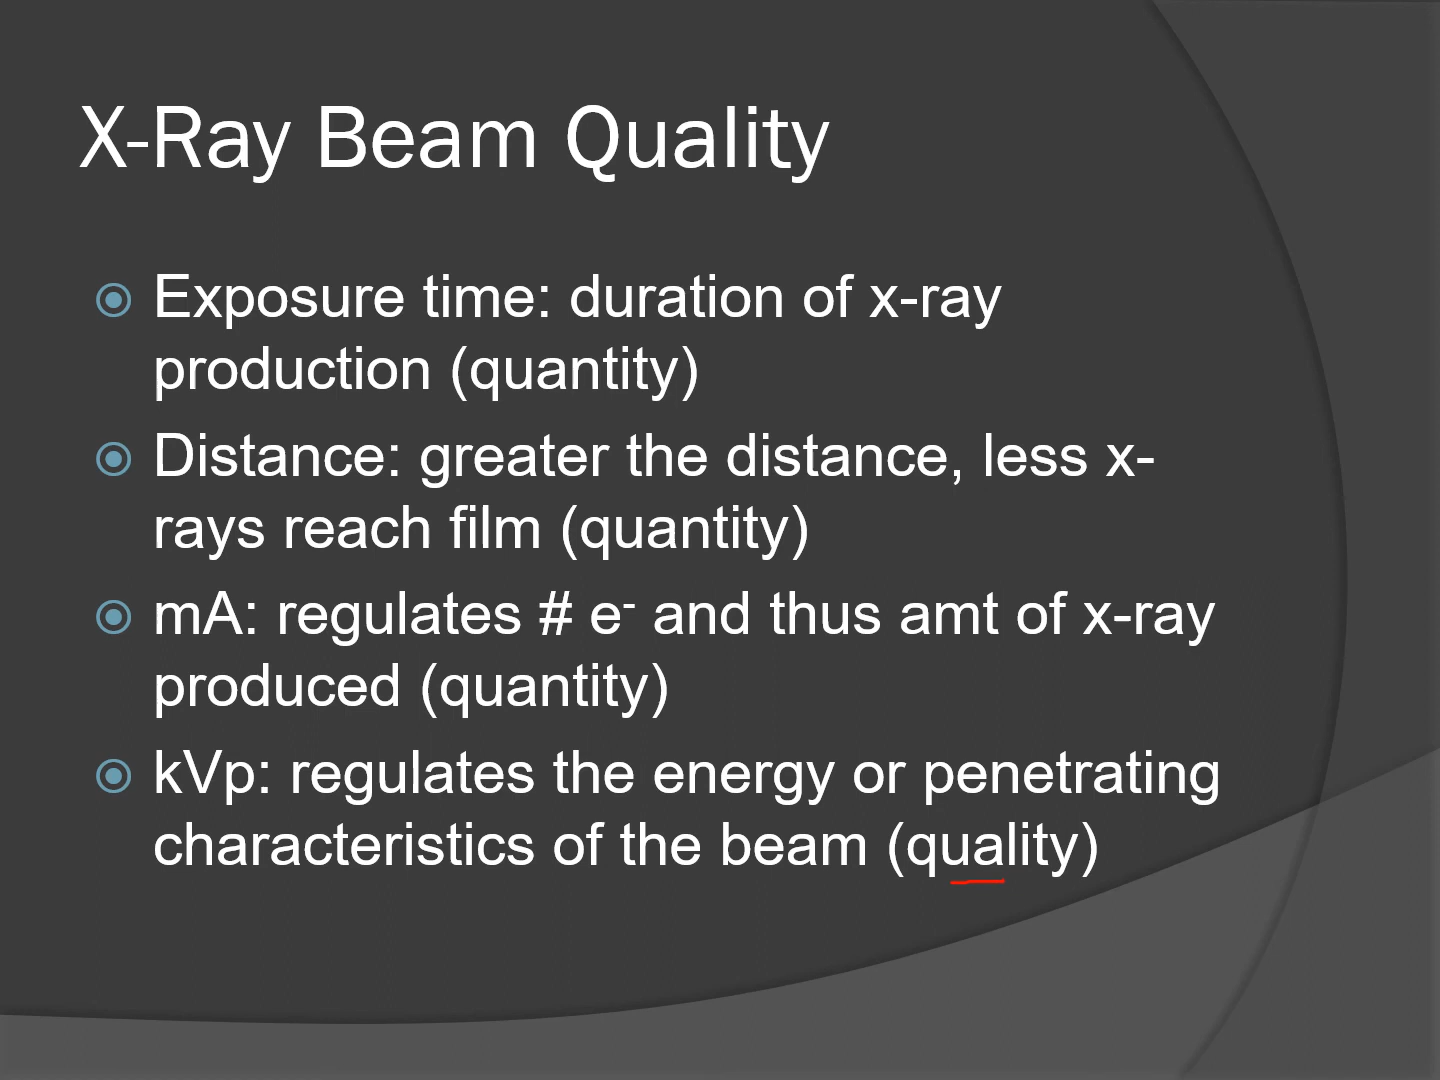 X-Ray Beam Quality
Exposure time: duration of x-ray
production (quantity)
Distance: greater the distance, less x-
rays reach film (quantity)
mA: regulates # e⁻ and thus amt of x-ray
produced (quantity)
kVp: regulates the energy or penetrating
characteristics of the beam (quality)